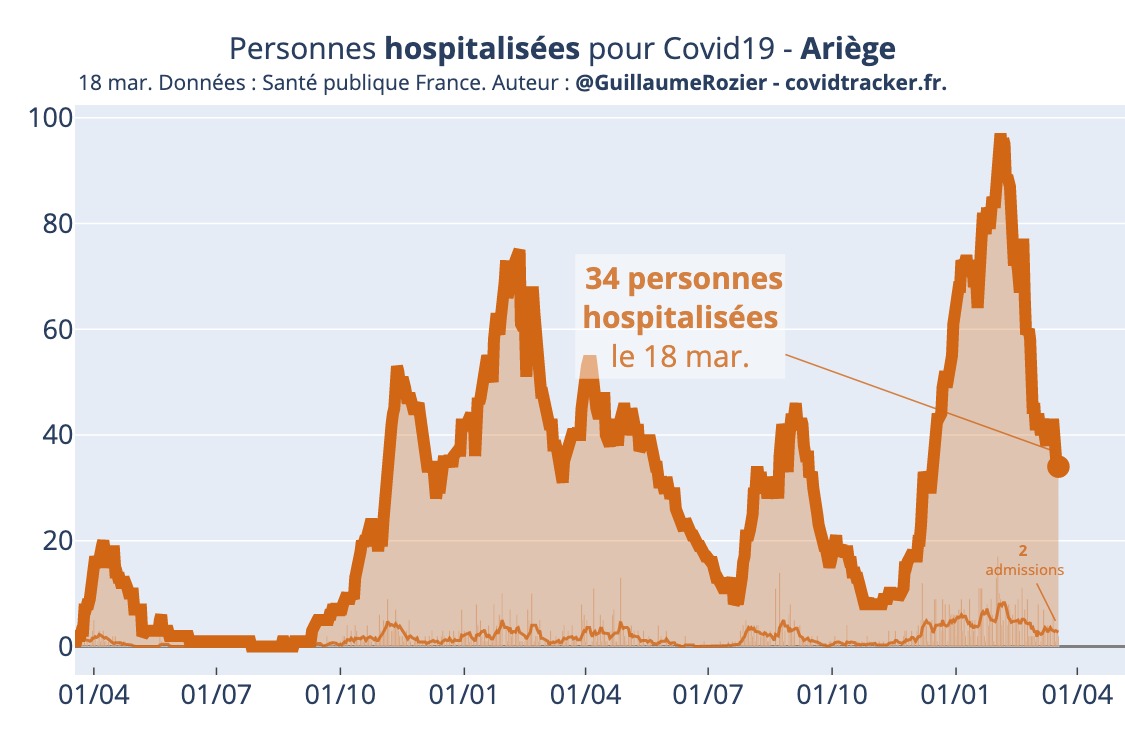 Personnes hospitalisées pour Covid19 - Ariège
18 mar. Données : Santé publique France. Auteur : @GuillaumeRozier - covidtracker.fr.
100
80
60
40
20
0
34 personnes
hospitalisées
le 18 mar.
2
admissions
01/04 01/07 01/10 01/01 01/04 01/07 01/10 01/01 01/04